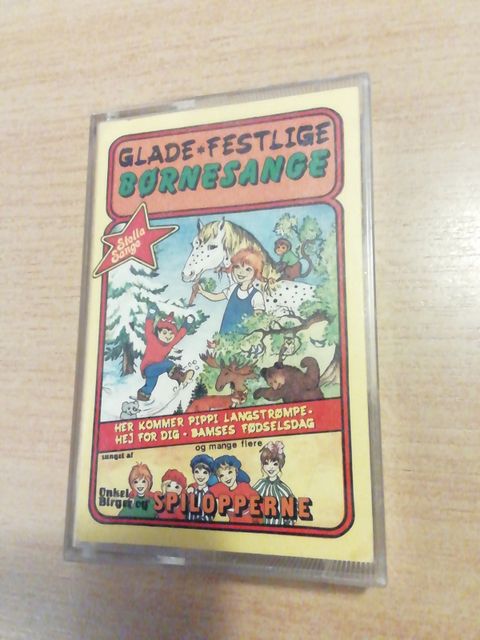 GLADE*FESTLIGE
BØRNESANGE
Stella
Sange
HER KOMMER PIPPI LANGSTRØMPE-
HEJ FOR DIG - BAMSES FØDSELSDAG
og mange flere
sunget af
Onkel
Birger og
SPILOPPERNE